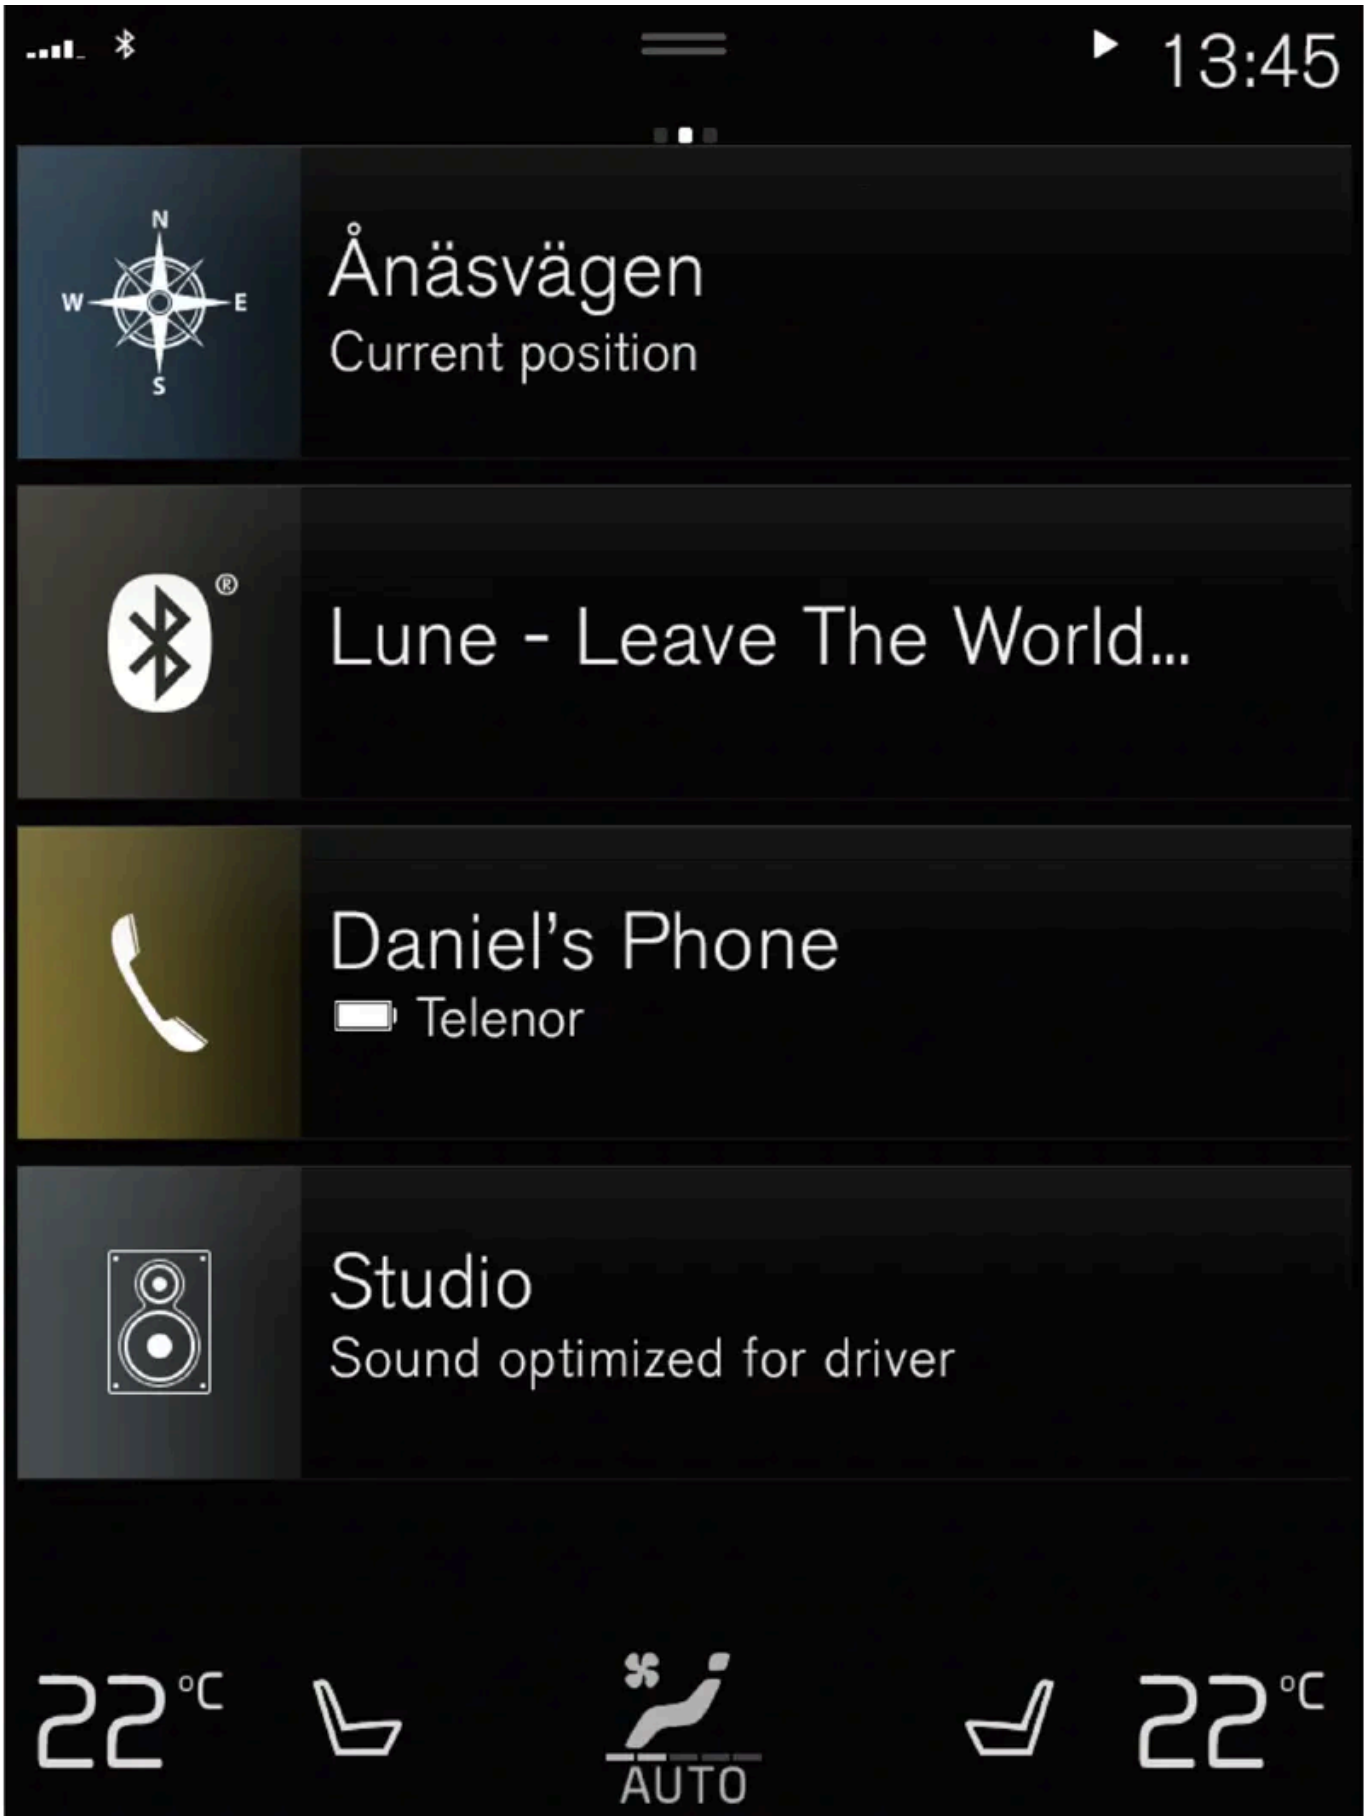 13:45
N
W E
S
Ånäsvägen
Current position
®
Lune - Leave The World...
Daniel's Phone
Telenor
Studio
Sound optimized for driver
22°C 22°C
AUTO